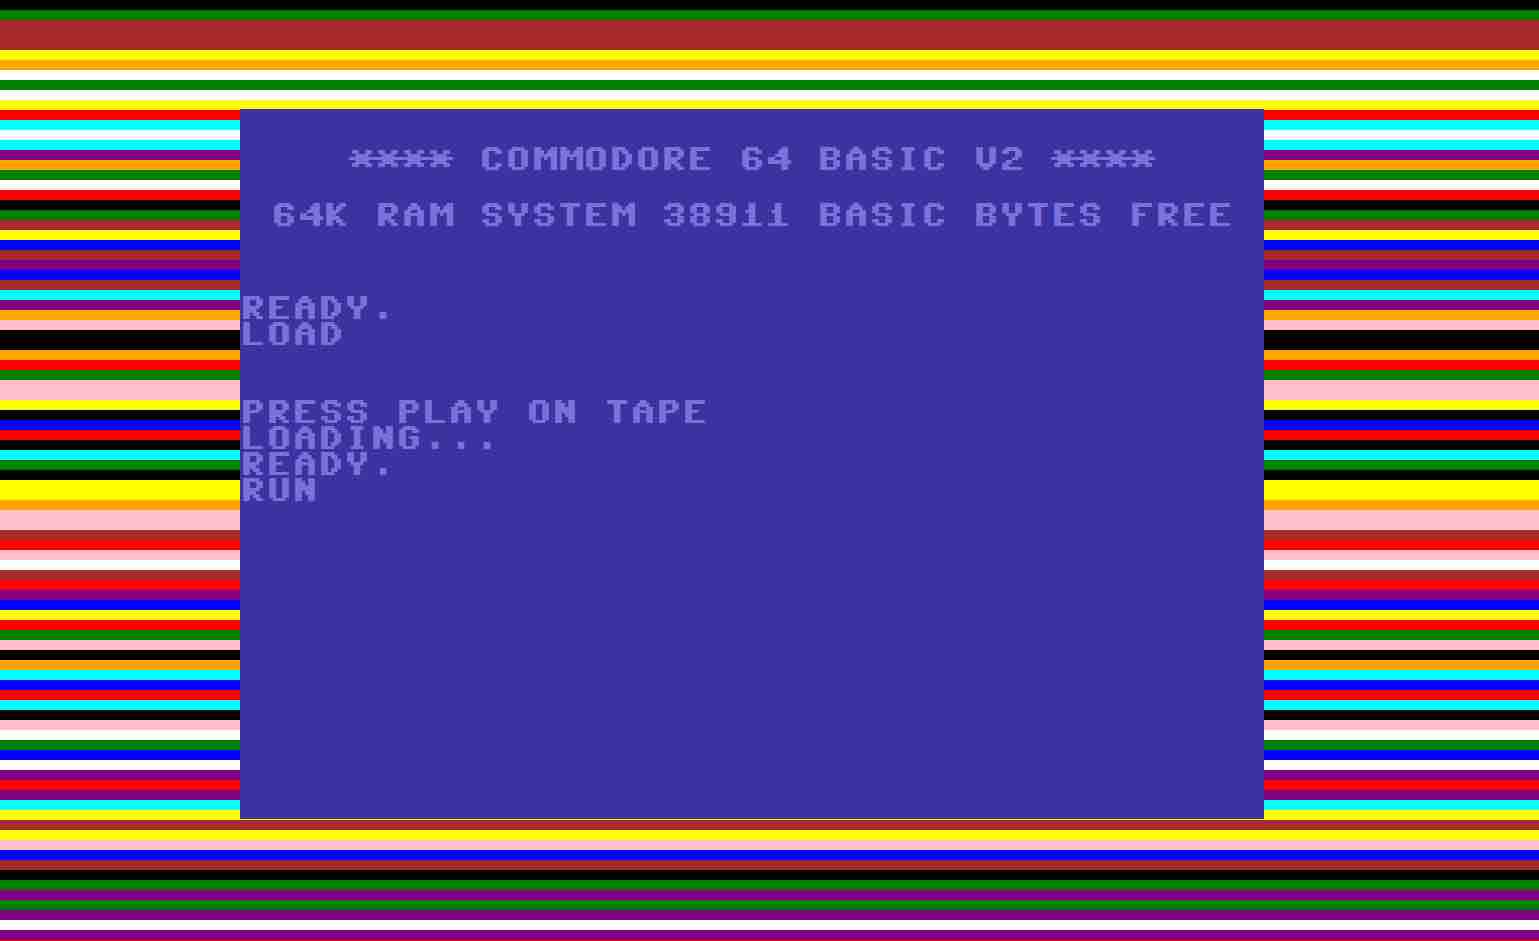 **** COMMODORE 64 BASIC V2 ****
64K RAM SYSTEM 38911 BASIC BYTES FREE
READY.
LOAD
PRESS PLAY ON TAPE
LOADING...
READY.
RUN